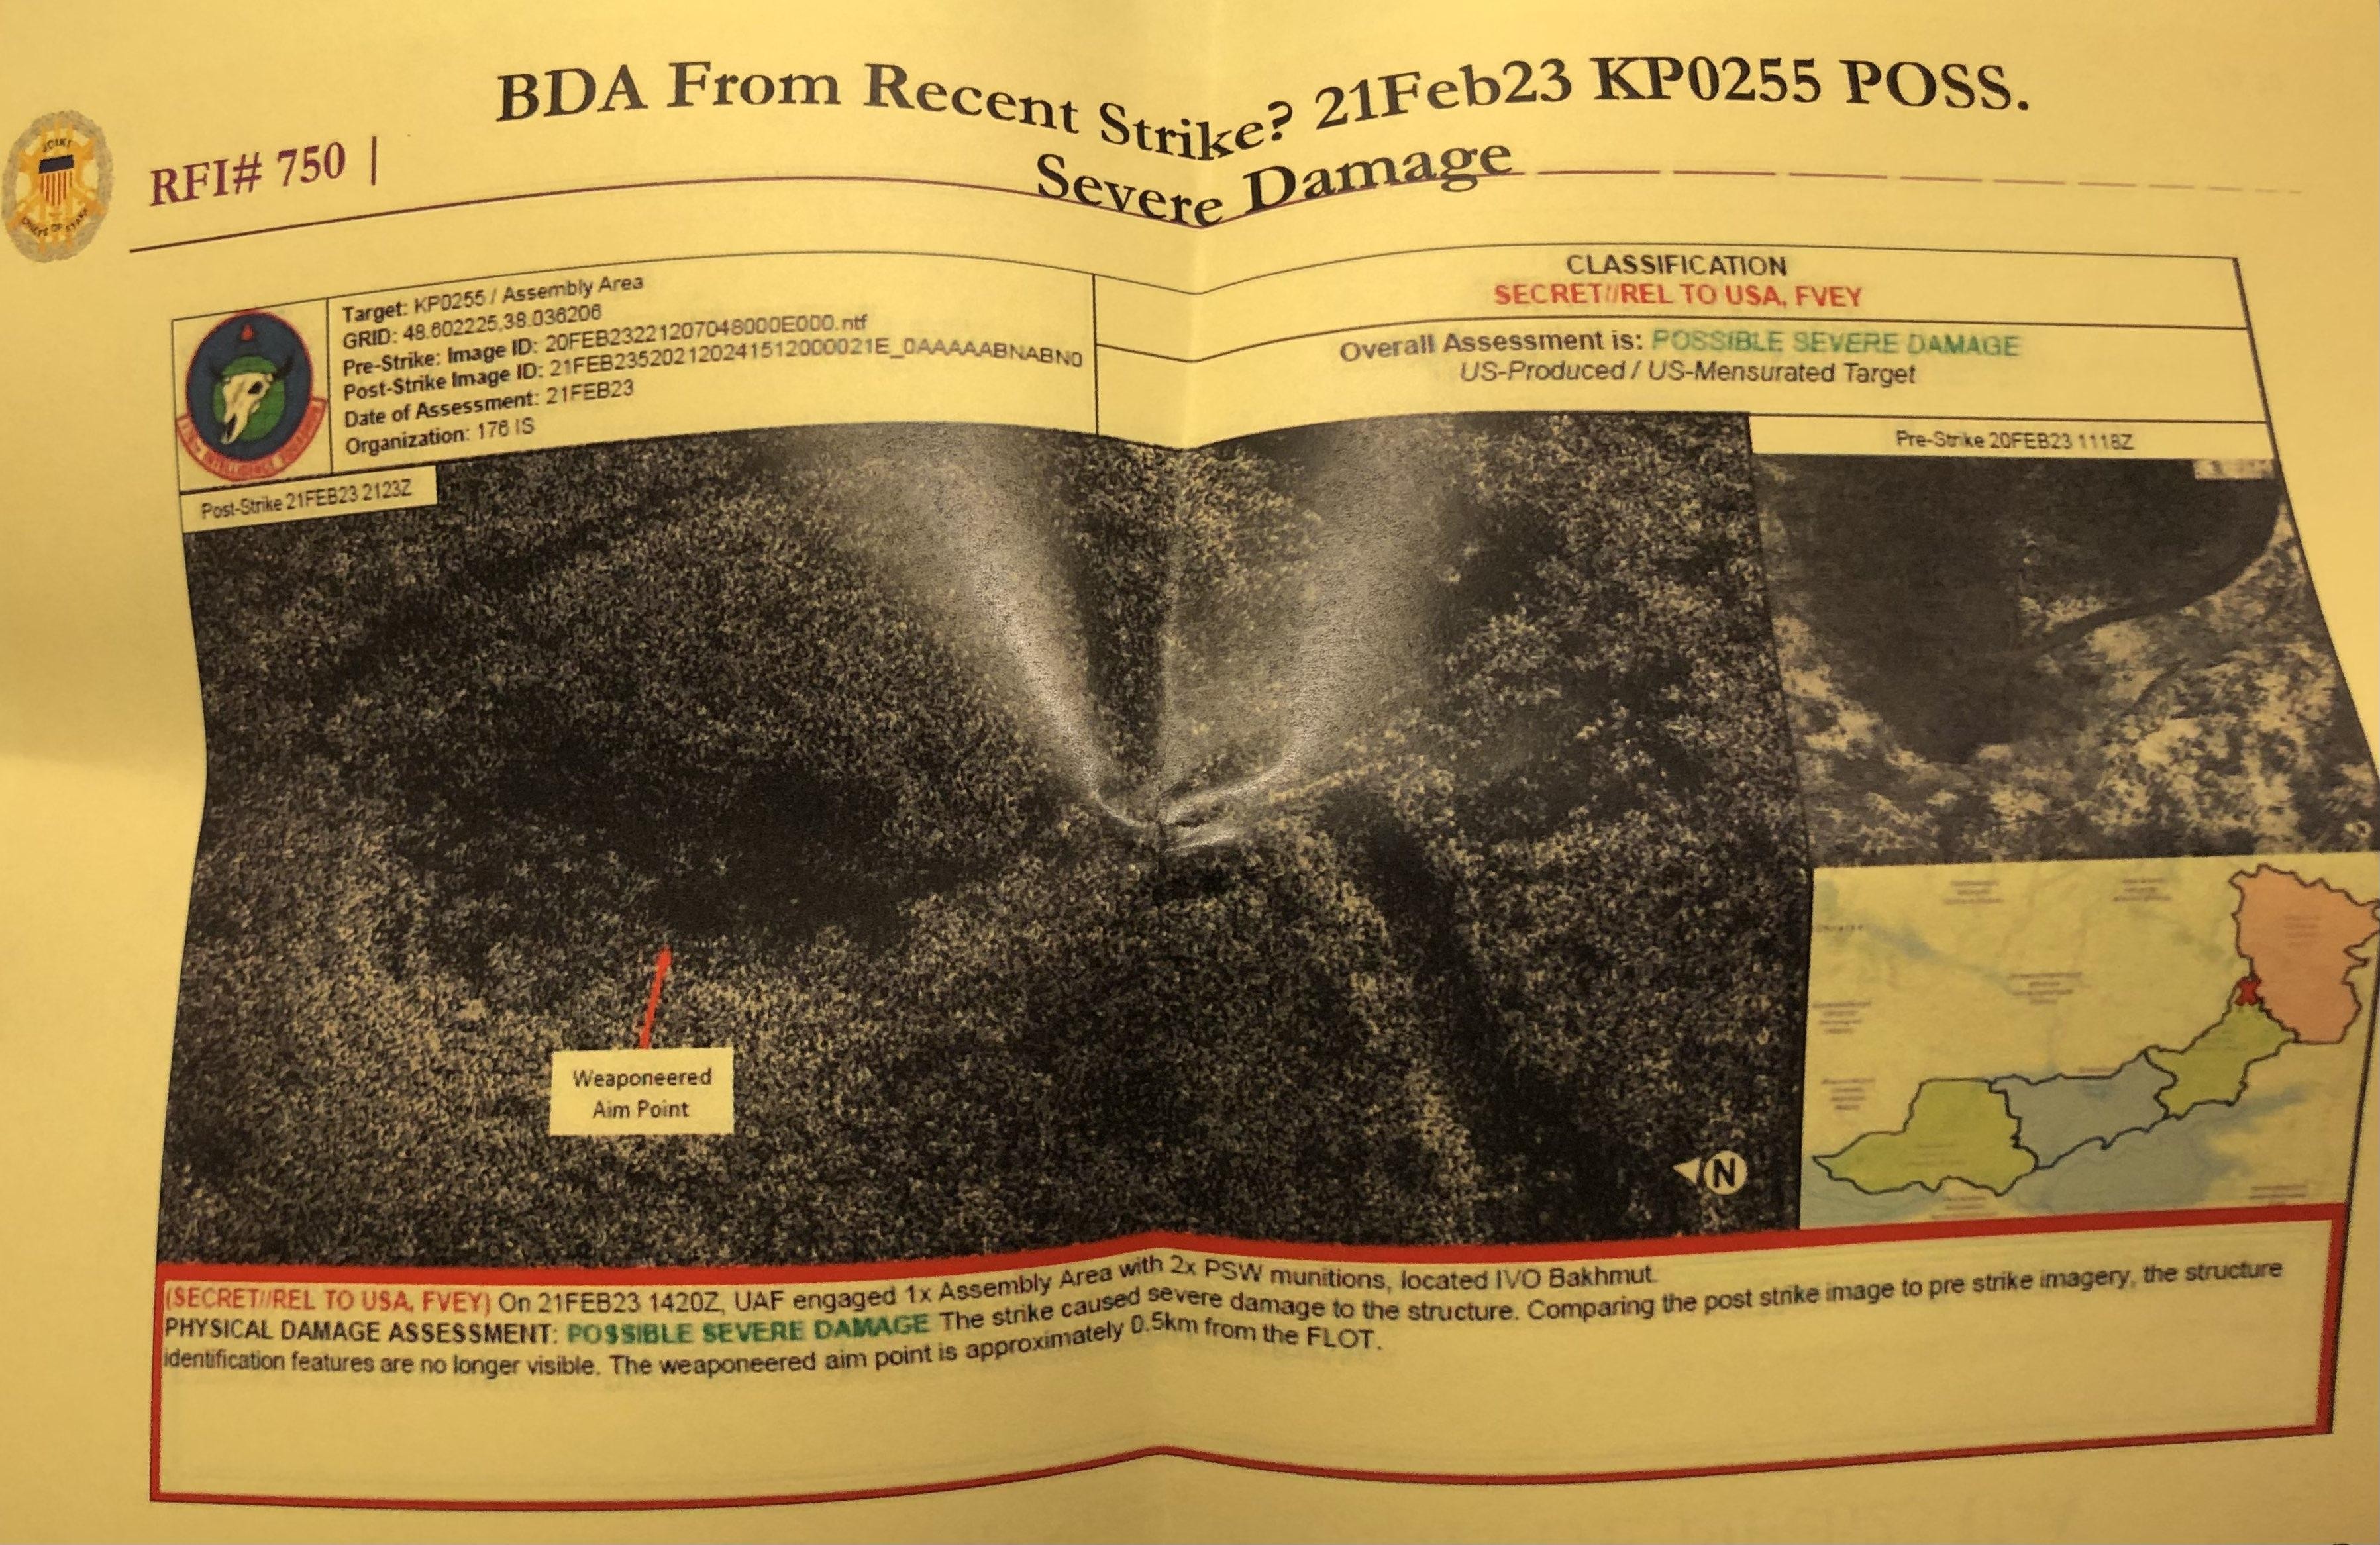 BDA From Recent Strike? 21Feb23 KP0255 POSS.
Severe Damage
RFI# 750 |
Target: KP0255 / Assembly Area
GRID: 48.602225,38.036206
Pre-Strike: Image ID: 20FEB23221207048000E000.ntf
Post-Strike Image ID: 21FEB235202120241512000021E_0AAAAABNABN0
Date of Assessment: 21FEB23
Organization: 176 IS
CLASSIFICATION
SECRET//REL TO USA, FVEY
Overall Assessment is: POSSIBLE SEVERE DAMAGE
US-Produced / US-Mensurated Target
Post-Strike 21FEB23 2123Z
Pre-Strike 20FEB23 1118Z
Weaponeered
Aim Point
N
(SECRET//REL TO USA, FVEY) On 21FEB23 1420Z, UAF engaged 1x Assembly Area with 2x PSW munitions, located IVO Bakhmut.
PHYSICAL DAMAGE ASSESSMENT: POSSIBLE SEVERE DAMAGE The strike caused severe damage to the structure. Comparing the post strike image to pre strike imagery, the structure
identification features are no longer visible. The weaponeered aim point is approximately 0.5km from the FLOT.